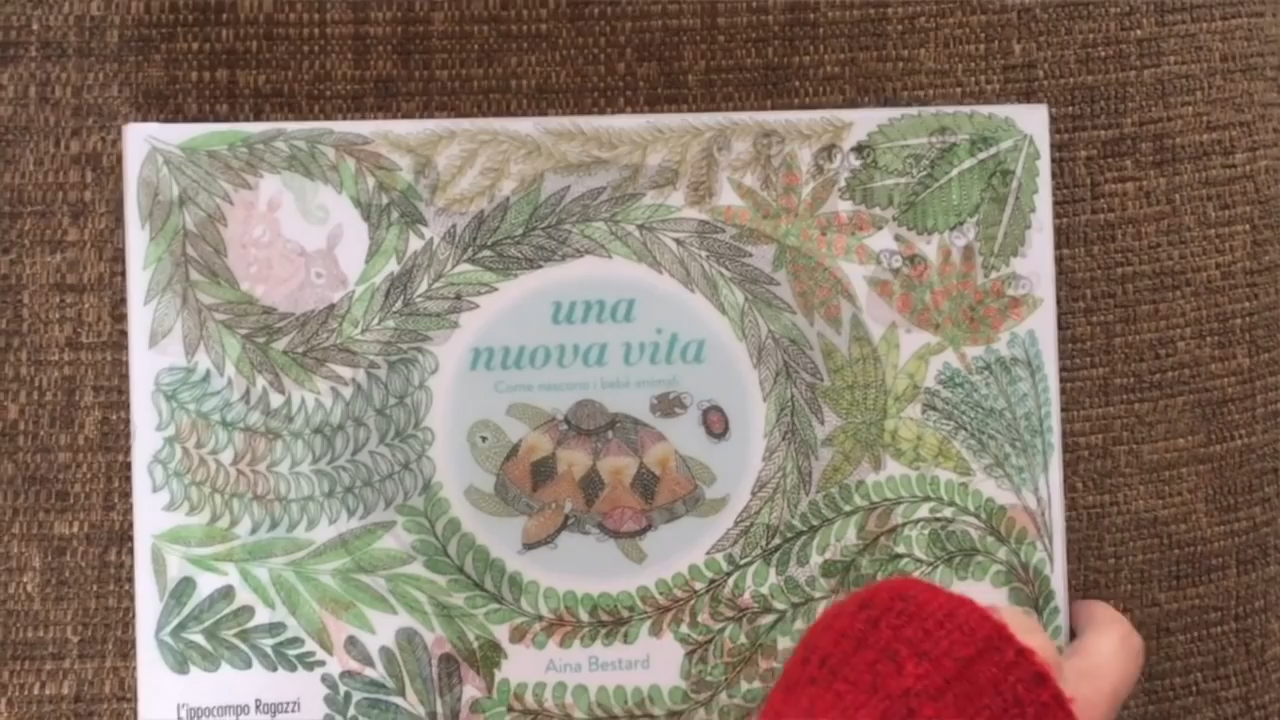 una
nuova vita
Come nascono i bebè animali
Aina Bestard
L'ippocampo Ragazzi